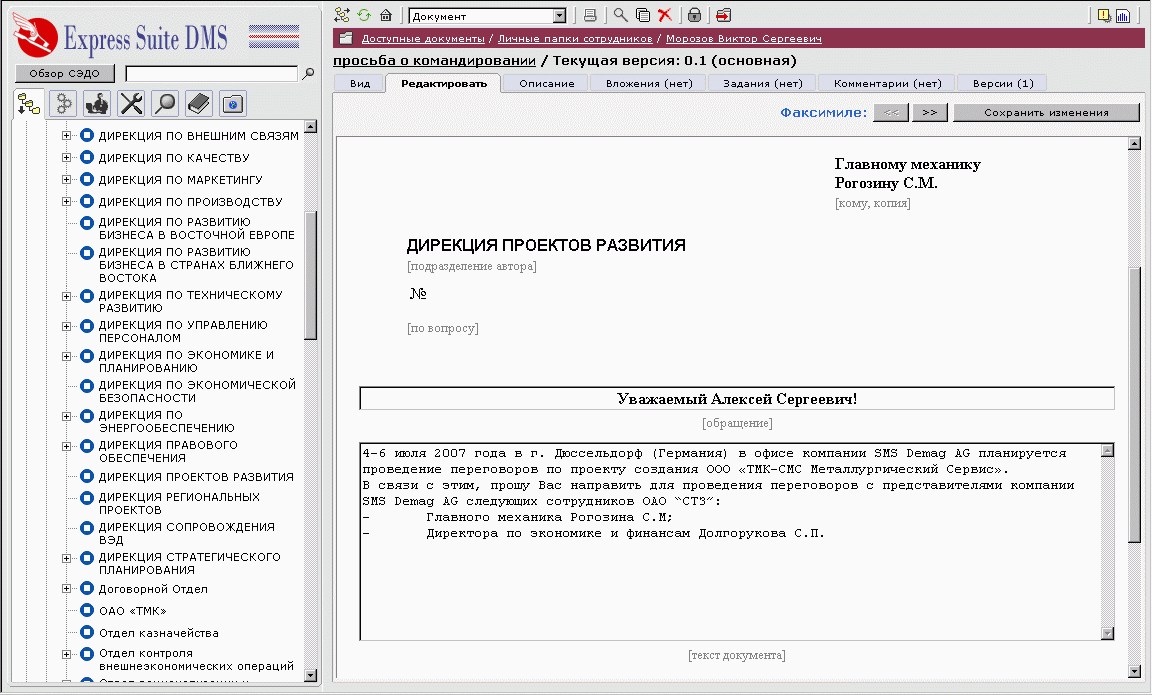 Express Suite DMS
Обзор СЭДО
ДИРЕКЦИЯ ПО ВНЕШНИМ СВЯЗЯМ
ДИРЕКЦИЯ ПО КАЧЕСТВУ
ДИРЕКЦИЯ ПО МАРКЕТИНГУ
ДИРЕКЦИЯ ПО ПРОИЗВОДСТВУ
ДИРЕКЦИЯ ПО РАЗВИТИЮ
БИЗНЕСА В ВОСТОЧНОЙ ЕВРОПЕ
ДИРЕКЦИЯ ПО РАЗВИТИЮ
БИЗНЕСА В СТРАНАХ БЛИЖНЕГО
ВОСТОКА
ДИРЕКЦИЯ ПО ТЕХНИЧЕСКОМУ
РАЗВИТИЮ
ДИРЕКЦИЯ ПО УПРАВЛЕНИЮ
ПЕРСОНАЛОМ
ДИРЕКЦИЯ ПО ЭКОНОМИКЕ И
ПЛАНИРОВАНИЮ
ДИРЕКЦИЯ ПО ЭКОНОМИЧЕСКОЙ
БЕЗОПАСНОСТИ
ДИРЕКЦИЯ ПО
ЭНЕРГООБЕСПЕЧЕНИЮ
ДИРЕКЦИЯ ПРАВОВОГО
ОБЕСПЕЧЕНИЯ
ДИРЕКЦИЯ ПРОЕКТОВ РАЗВИТИЯ
ДИРЕКЦИЯ РЕГИОНАЛЬНЫХ
ПРОЕКТОВ
ДИРЕКЦИЯ СОПРОВОЖДЕНИЯ
ВЭД
ДИРЕКЦИЯ СТРАТЕГИЧЕСКОГО
ПЛАНИРОВАНИЯ
Договорной Отдел
ОАО «ТМК»
Отдел казначейства
Отдел контроля
внешнеэкономических операций
Документ
Доступные документы / Личные папки сотрудников / Морозов Виктор Сергеевич
просьба о командировании / Текущая версия: 0.1 (основная)
Вид Редактировать Описание Вложения (нет) Задания (нет) Комментарии (нет) Версии (1)
Факсимиле: << >> Сохранить изменения
Главному механику
Рогозину С.М.
[кому, копия]
ДИРЕКЦИЯ ПРОЕКТОВ РАЗВИТИЯ
[подразделение автора]
№
[по вопросу]
Уважаемый Алексей Сергеевич!
[обращение]
4-6 июля 2007 года в г. Дюссельдорф (Германия) в офисе компании SMS Demag AG планируется
проведение переговоров по проекту создания ООО «ТМК-СМС Металлургический Сервис».
В связи с этим, прошу Вас направить для проведения переговоров с представителями компании
SMS Demag AG следующих сотрудников ОАО “СТЗ”:
- Главного механика Рогозина С.М;
- Директора по экономике и финансам Долгорукова С.П.
[текст документа]